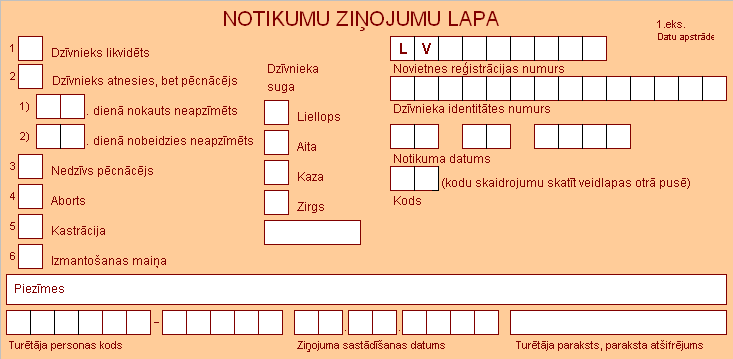 NOTIKUMU ZIŅOJUMU LAPA
1.eks.
Datu apstrāde
1 Dzīvnieks likvidēts
2 Dzīvnieks atnesies, bet pēcnācējs
1) . dienā nokauts neapzīmēts
2) . dienā nobeidzies neapzīmēts
3 Nedzīvs pēcnācējs
4 Aborts
5 Kastrācija
6 Izmantošanas maiņa
Dzīvnieka
suga
Liellops
Aita
Kaza
Zirgs
L V
Novietnes reģistrācijas numurs
Dzīvnieka identitātes numurs
Notikuma datums
(kodu skaidrojumu skatīt veidlapas otrā pusē)
Kods
Piezīmes
– . .
Turētāja personas kods
Ziņojuma sastādīšanas datums
Turētāja paraksts, paraksta atšifrējums